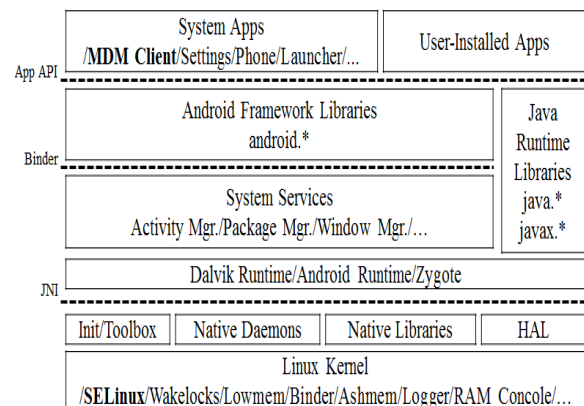 System Apps
/MDM Client/Settings/Phone/Launcher/...
User-Installed Apps
App API
Android Framework Libraries
android.*
Java
Runtime
Libraries
java.*
javax.*
Binder
System Services
Activity Mgr./Package Mgr./Window Mgr./...
Dalvik Runtime/Android Runtime/Zygote
JNI
Init/Toolbox
Native Daemons
Native Libraries
HAL
Linux Kernel
/SELinux/Wakelocks/Lowmem/Binder/Ashmem/Logger/RAM Concole/...